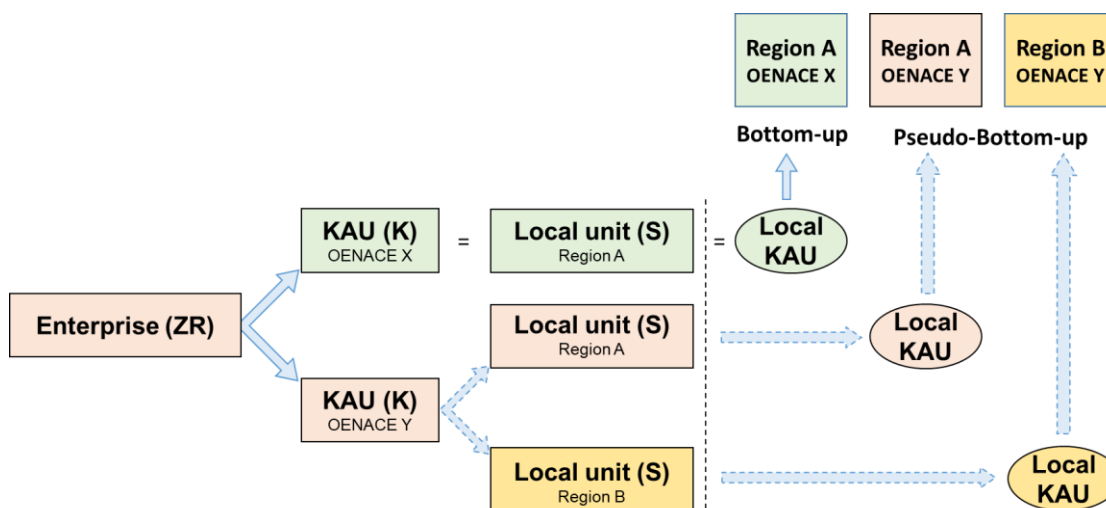 Region A
OENACE X
Region A
OENACE Y
Region B
OENACE Y
Bottom-up
Pseudo-Bottom-up
KAU (K)
OENACE X
=
Local unit (S)
Region A
=
Local
KAU
Enterprise (ZR)
Local unit (S)
Region A
Local
KAU
KAU (K)
OENACE Y
Local unit (S)
Region B
Local
KAU